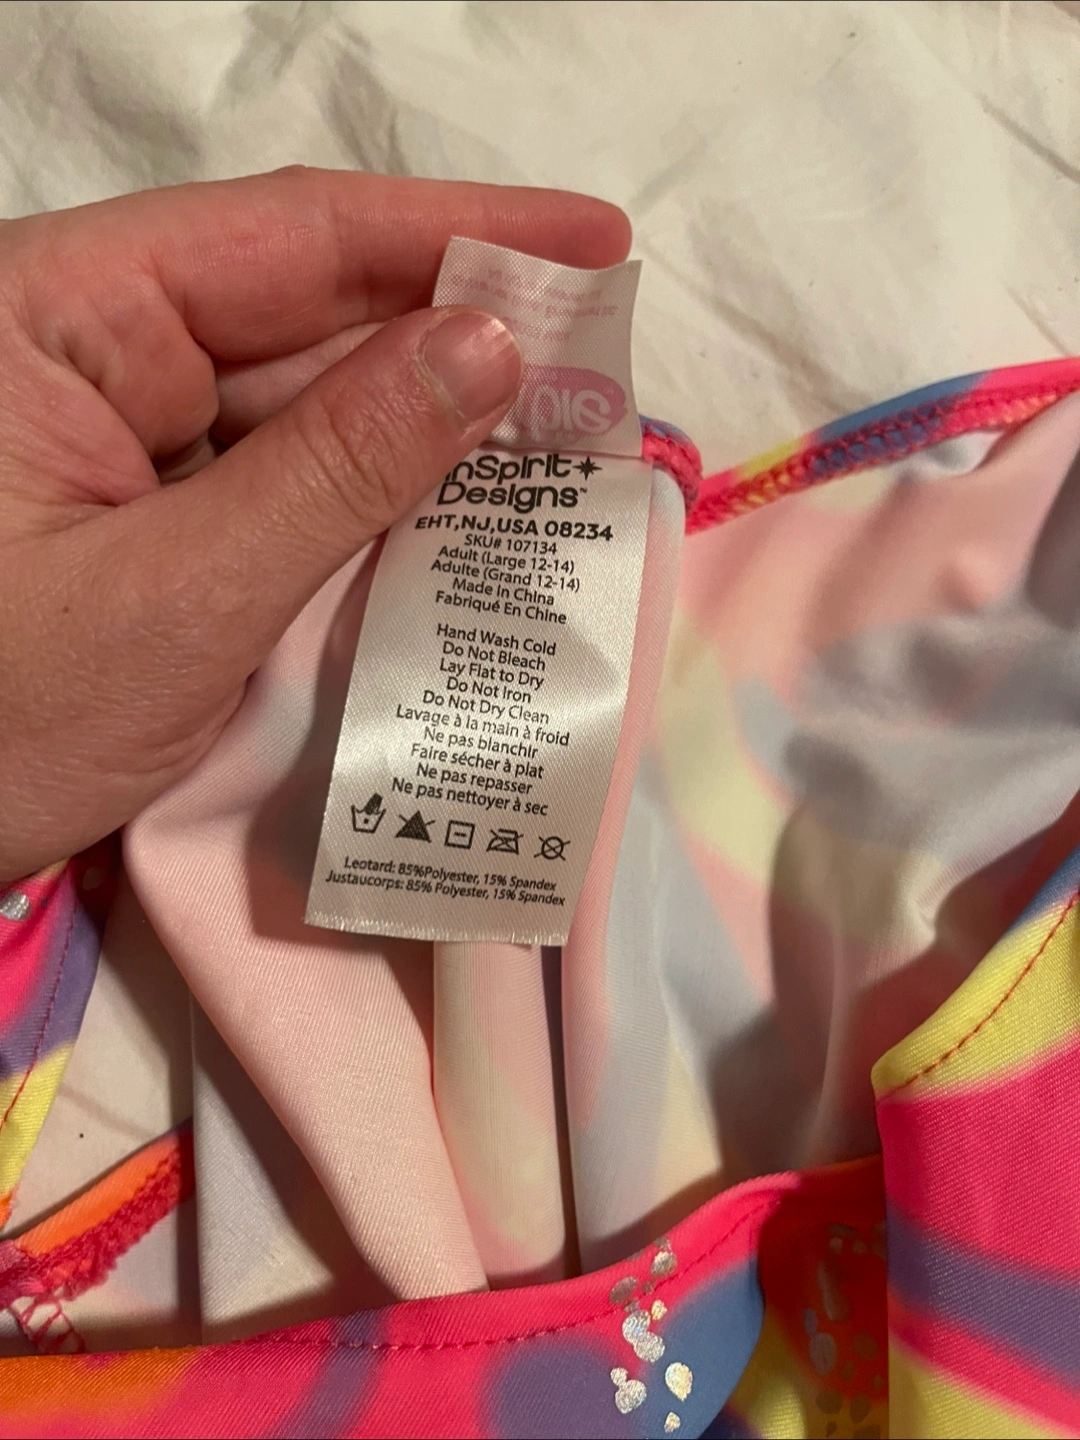 InSpirit
Designs™
EHT,NJ,USA 08234
SKU# 107134
Adult (Large 12-14)
Adulte (Grand 12-14)
Made In China
Fabriqué En Chine
Hand Wash Cold
Do Not Bleach
Lay Flat to Dry
Do Not Iron
Do Not Dry Clean
Lavage à la main à froid
Ne pas blanchir
Faire sécher à plat
Ne pas repasser
Ne pas nettoyer à sec
Leotard: 85%Polyester, 15% Spandex
Justaucorps: 85% Polyester, 15% Spandex